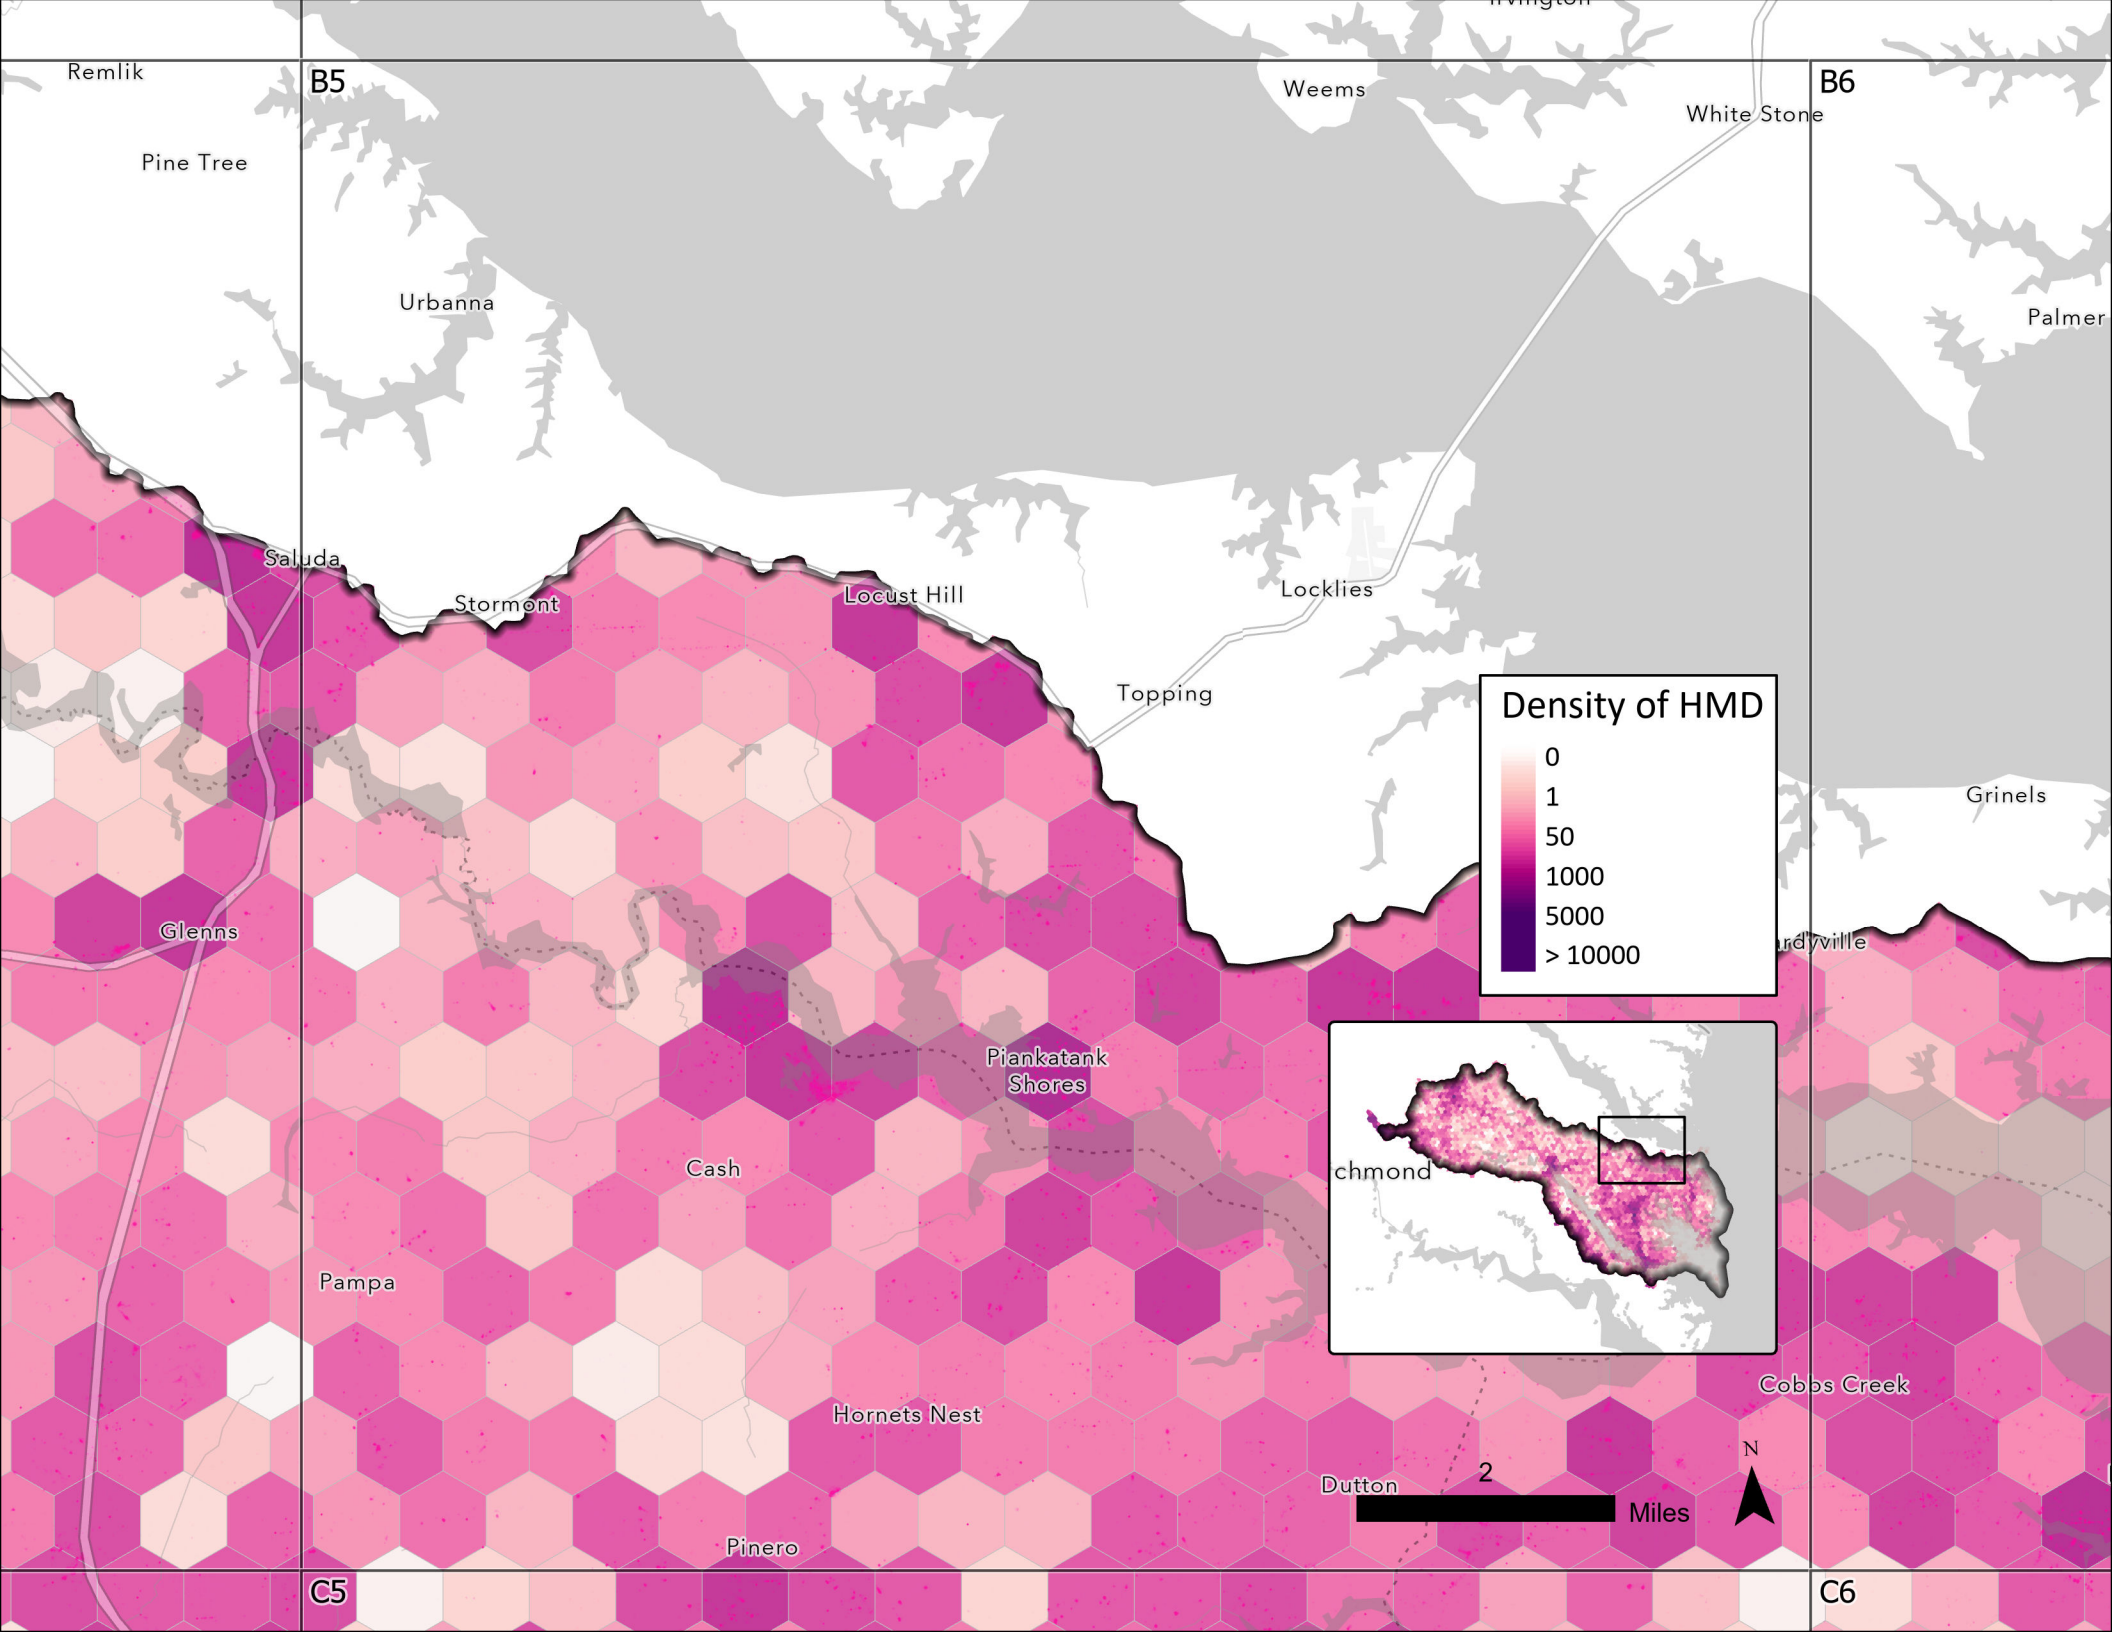 Remlik
B5
Weems
B6
White Stone
Pine Tree
Urbanna
Palmer
Saluda
Stormont
Locust Hill
Locklies
Topping
Density of HMD
0
1
50
1000
5000
> 10000
Grinels
Glenns
rdyville
Piankatank
Shores
Cash
chmond
Pampa
Cobbs Creek
Hornets Nest
N
2
Dutton
Miles
Pinero
C5
C6